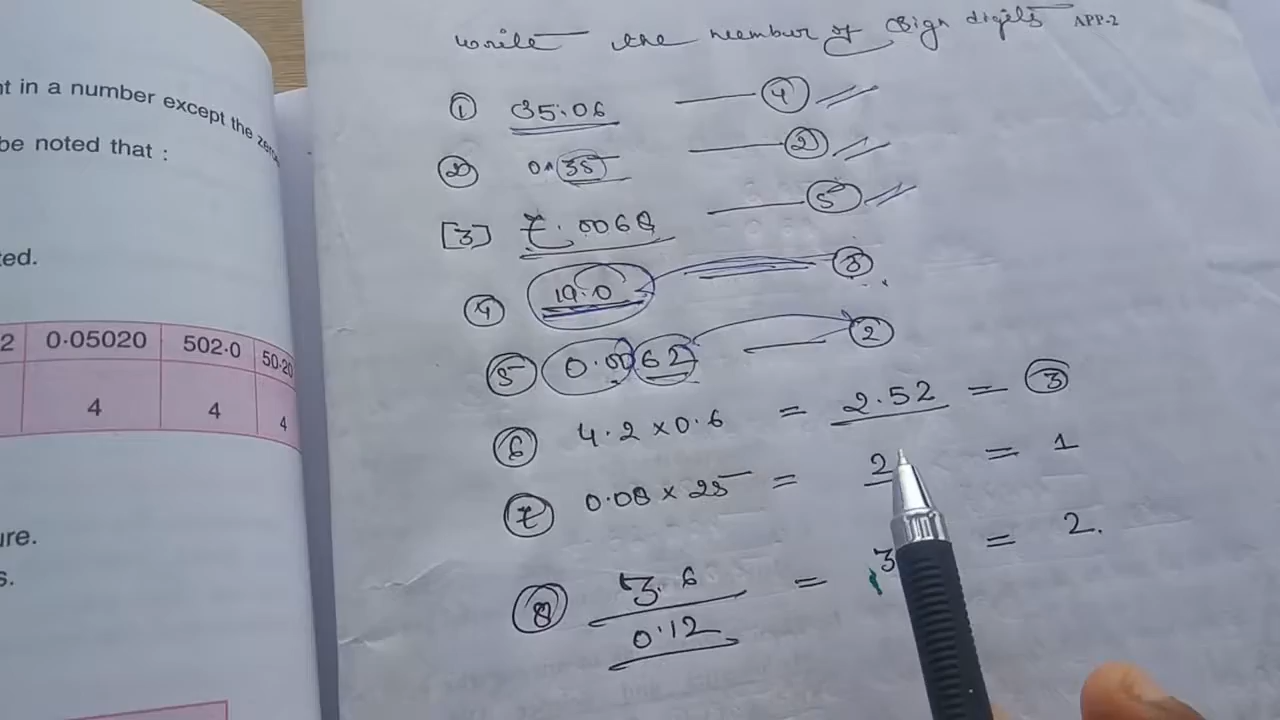 nt in a number except the zero
be noted that :
ted.
2 0·05020 502·0 50·20
4 4 4
ure.
s.
write the number of Sign digits APP-2
① 35.06 — ④
② 0.35 — ②
[3] 7.0068 — ⑤
④ 19.0 — ③
⑤ 0.0062 — ②
⑥ 4.2 x 0.6 = 2.52 = ③
⑦ 0.08 x 25 = 2 = 1
⑧ 3.6 = 3 = 2.
0.12